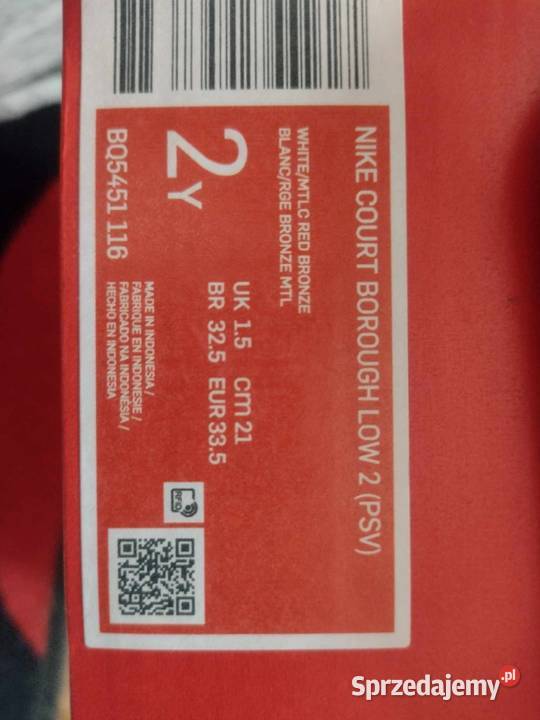 NIKE COURT BOROUGH LOW 2 (PSV)
WHITE/MTLC RED BRONZE
BLANC/RGE BRONZE MTL
2Y
UK 1.5 cm 21
BR 32.5 EUR 33.5
BQ5451 116
MADE IN INDONESIA /
FABRIQUE EN INDONESIE /
FABRICADO NA INDONÉSIA /
HECHO EN INDONESIA
RFID
Sprzedajemy.pl